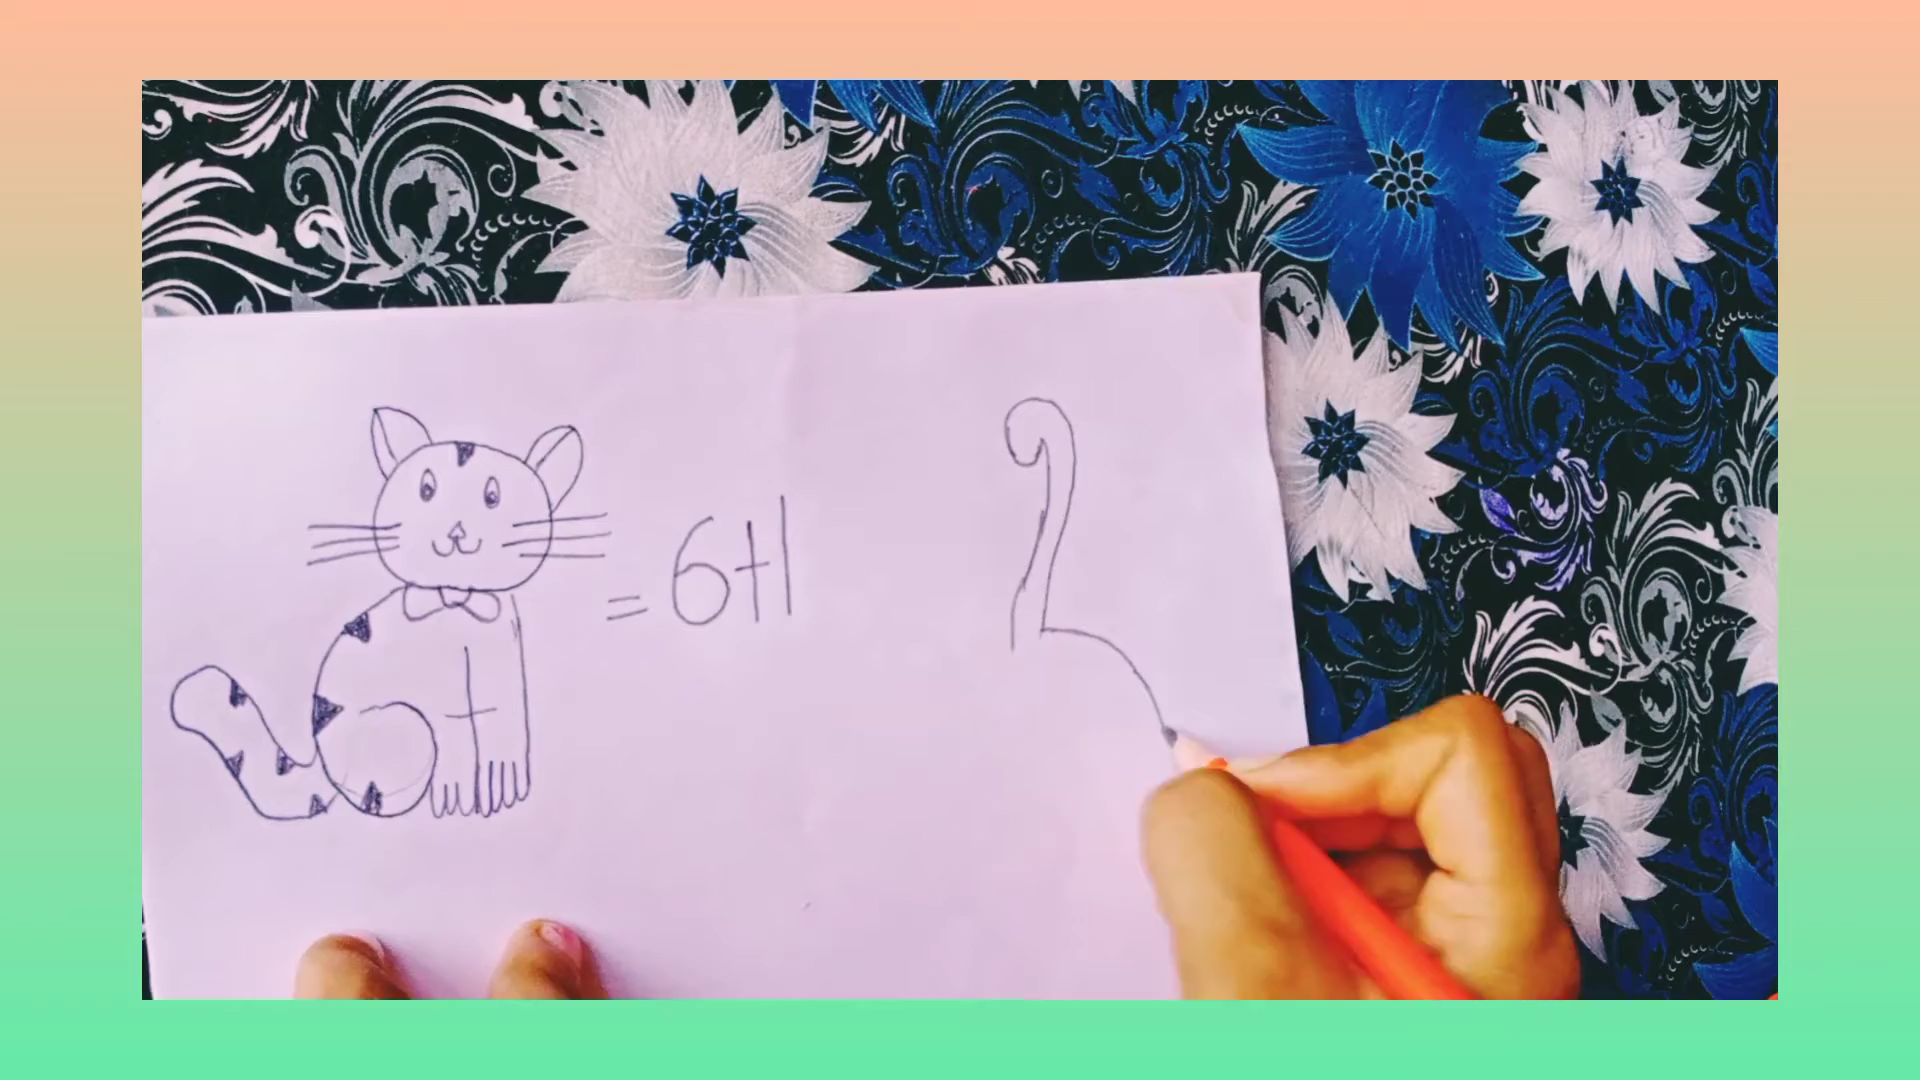 = 6+1